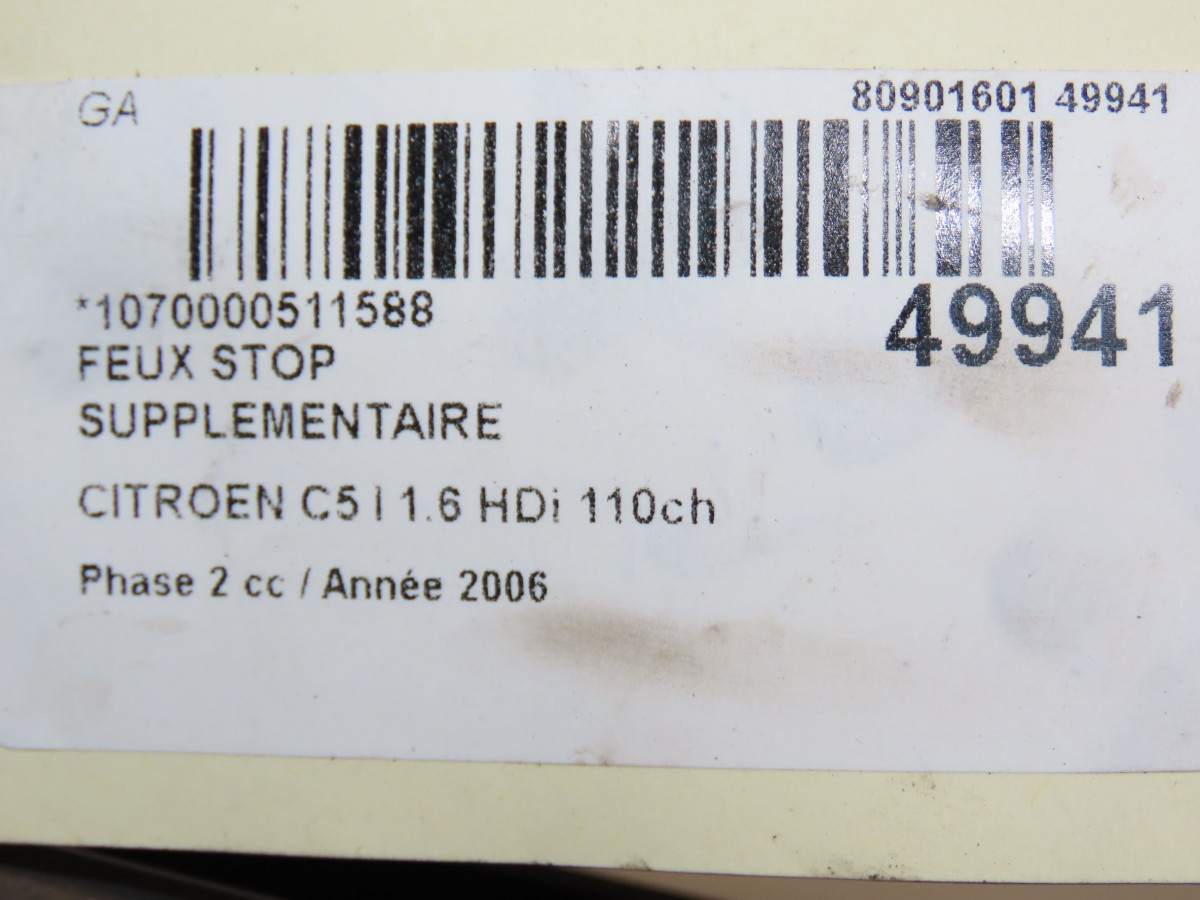 GA
80901601 49941
*1070000511588
49941
FEUX STOP
SUPPLEMENTAIRE
CITROEN C5 I 1.6 HDi 110ch
Phase 2 cc / Année 2006